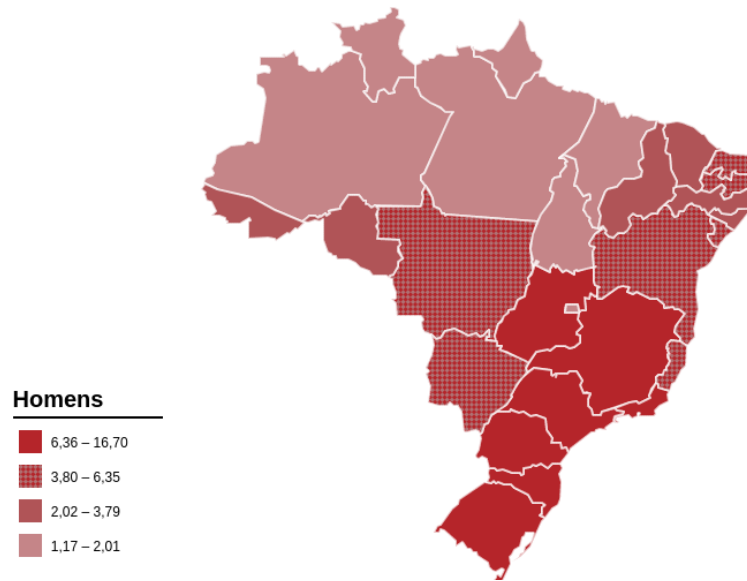 Homens
6,36 – 16,70
3,80 – 6,35
2,02 – 3,79
1,17 – 2,01